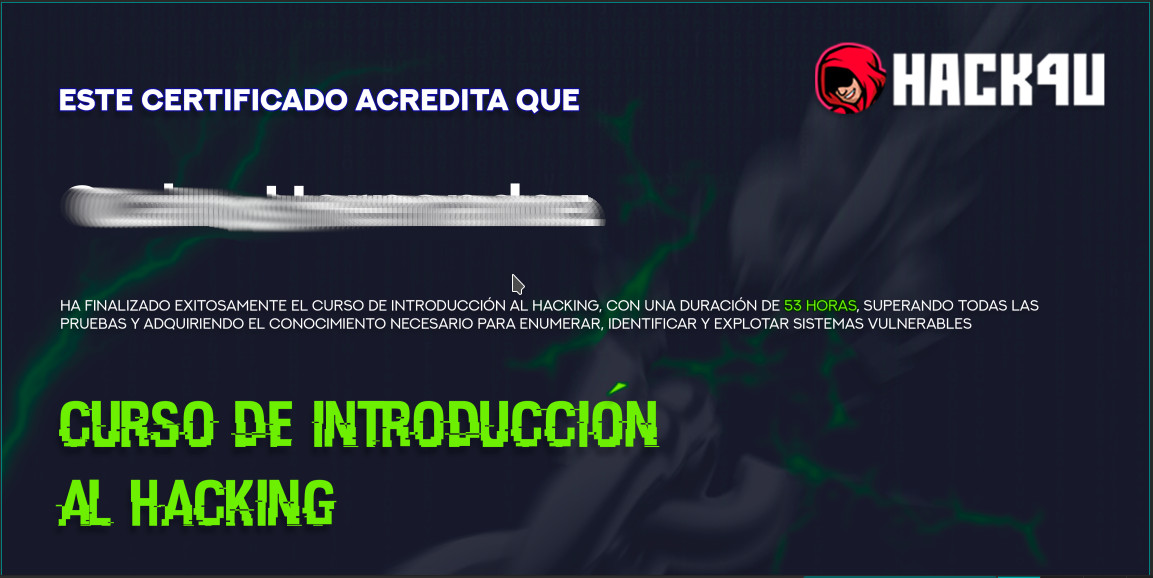 HACK4U
ESTE CERTIFICADO ACREDITA QUE
HA FINALIZADO EXITOSAMENTE EL CURSO DE INTRODUCCIÓN AL HACKING, CON UNA DURACIÓN DE 53 HORAS, SUPERANDO TODAS LAS
PRUEBAS Y ADQUIRIENDO EL CONOCIMIENTO NECESARIO PARA ENUMERAR, IDENTIFICAR Y EXPLOTAR SISTEMAS VULNERABLES
CURSO DE INTRODUCCIÓN
AL HACKING